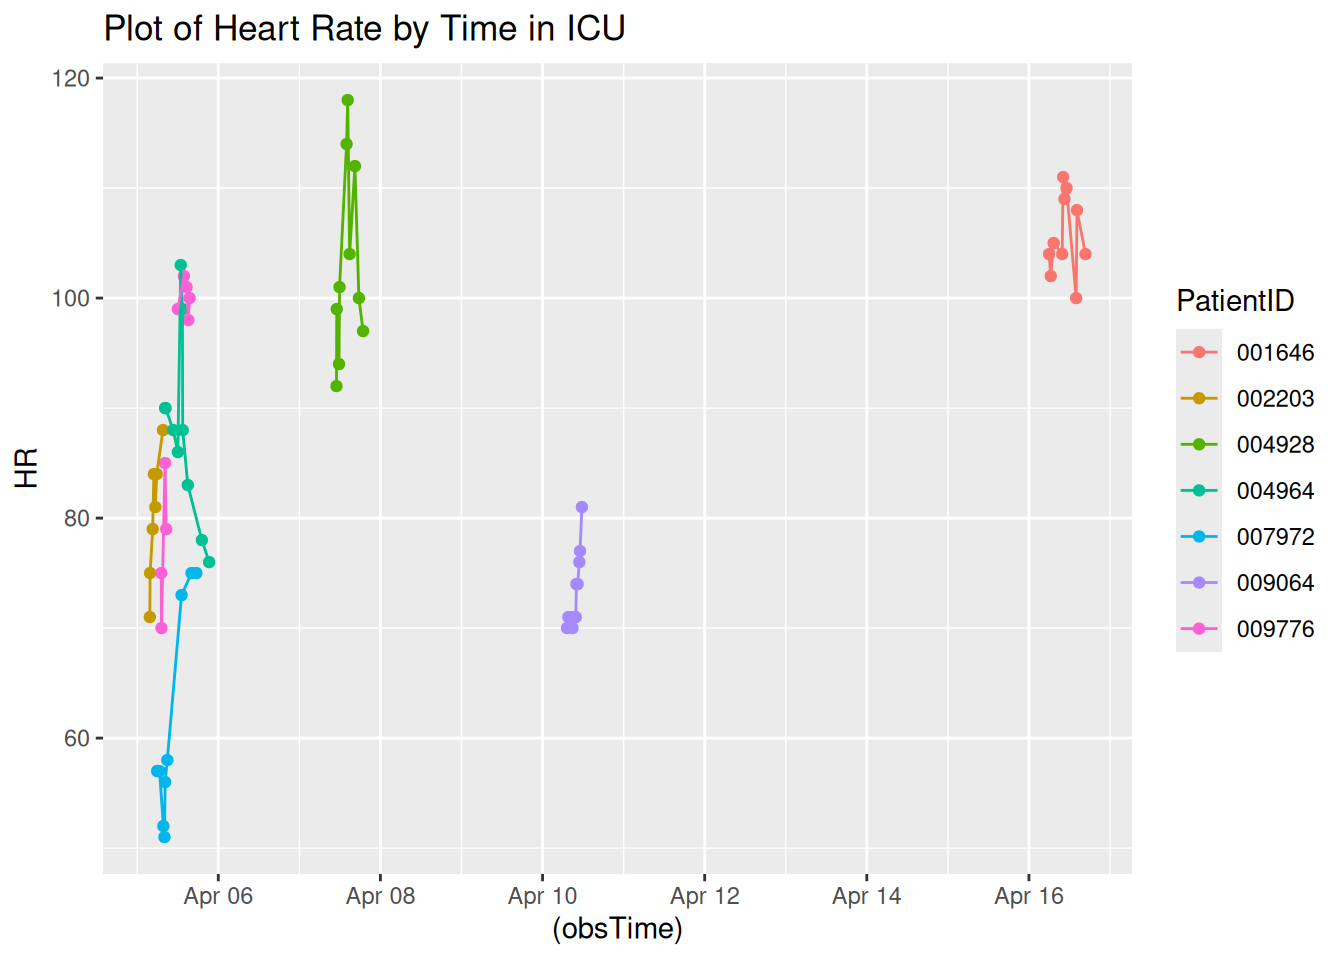 Plot of Heart Rate by Time in ICU
120
100
80
60
HR
Apr 06
Apr 08
Apr 10
Apr 12
Apr 14
Apr 16
(obsTime)
PatientID
001646
002203
004928
004964
007972
009064
009776